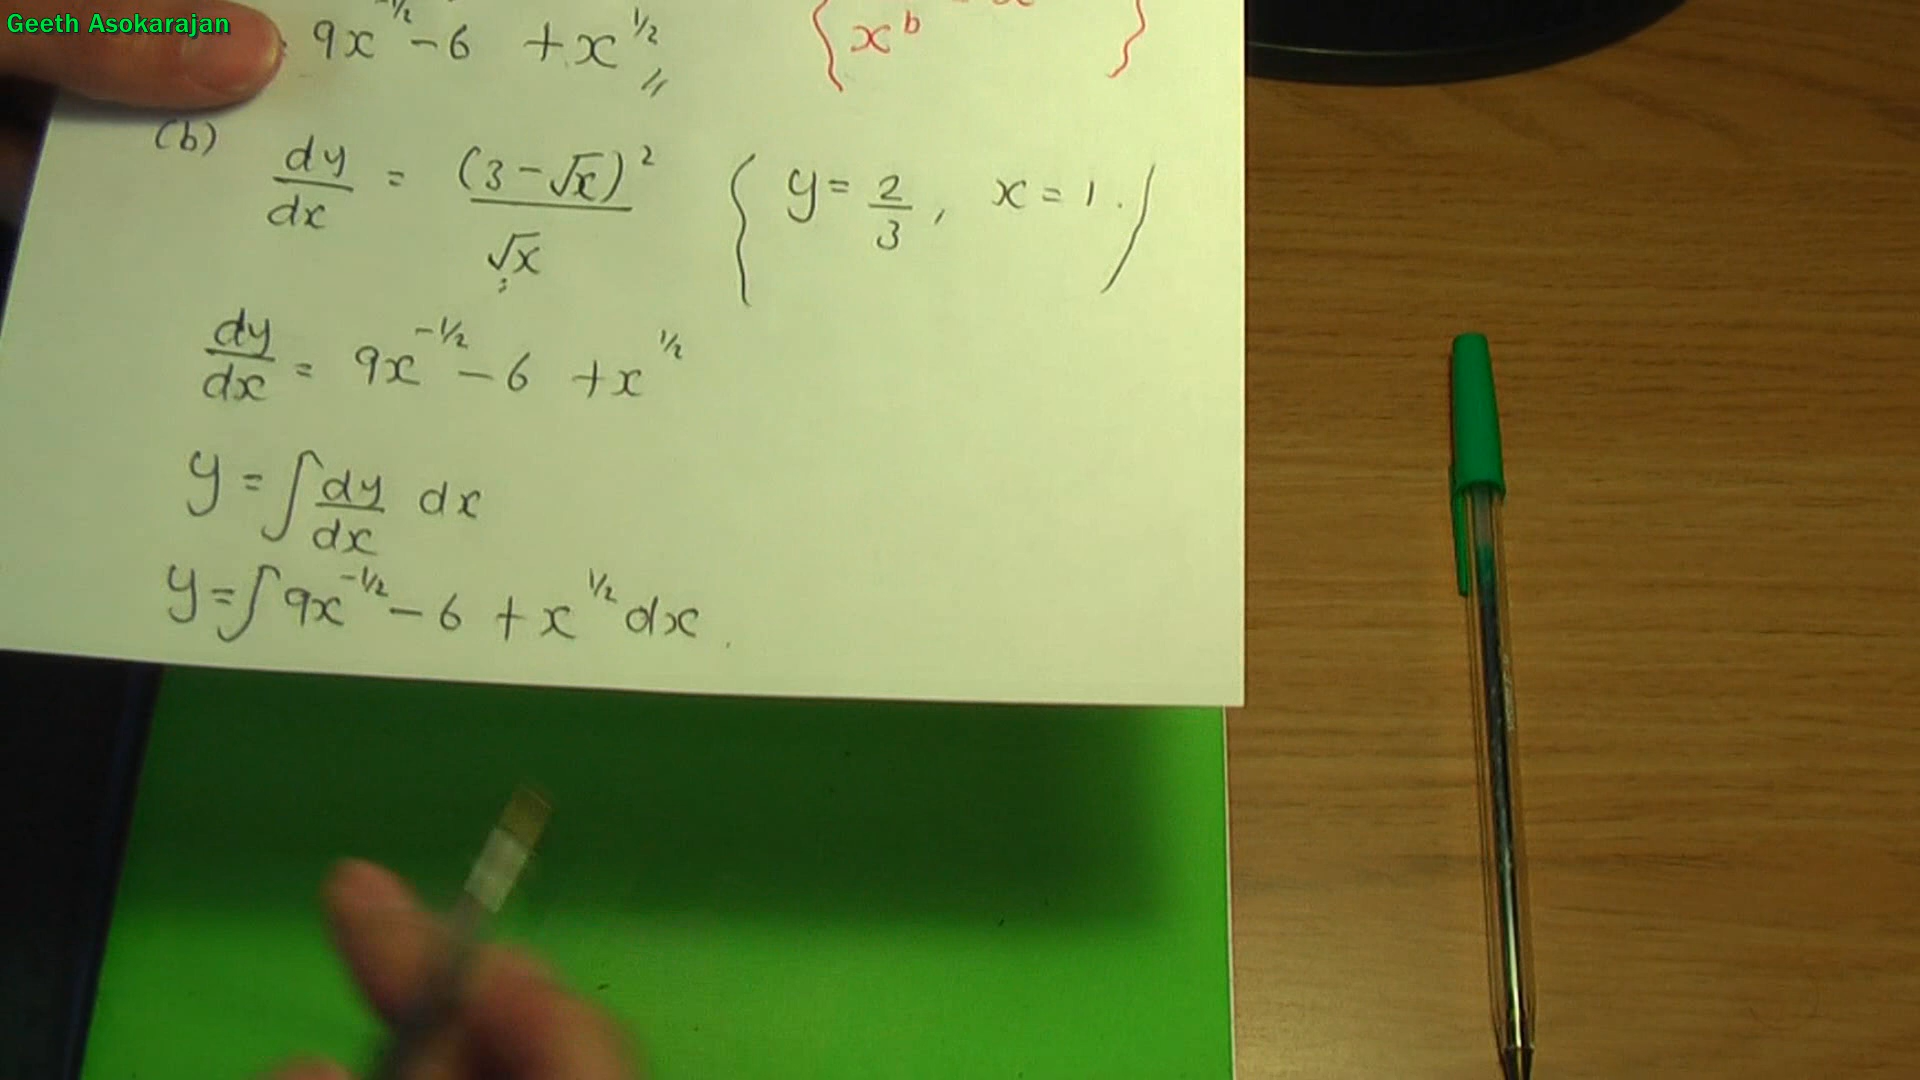 Geeth Asokarajan
9x^{-1/2} - 6 + x^{1/2} {x^b }
(b) dy/dx = (3-√x)^2/√x {y = 2/3, x = 1.}
dy/dx = 9x^{-1/2} - 6 + x^{1/2}
y = ∫ dy/dx dx
y = ∫ 9x^{-1/2} - 6 + x^{1/2} dx.